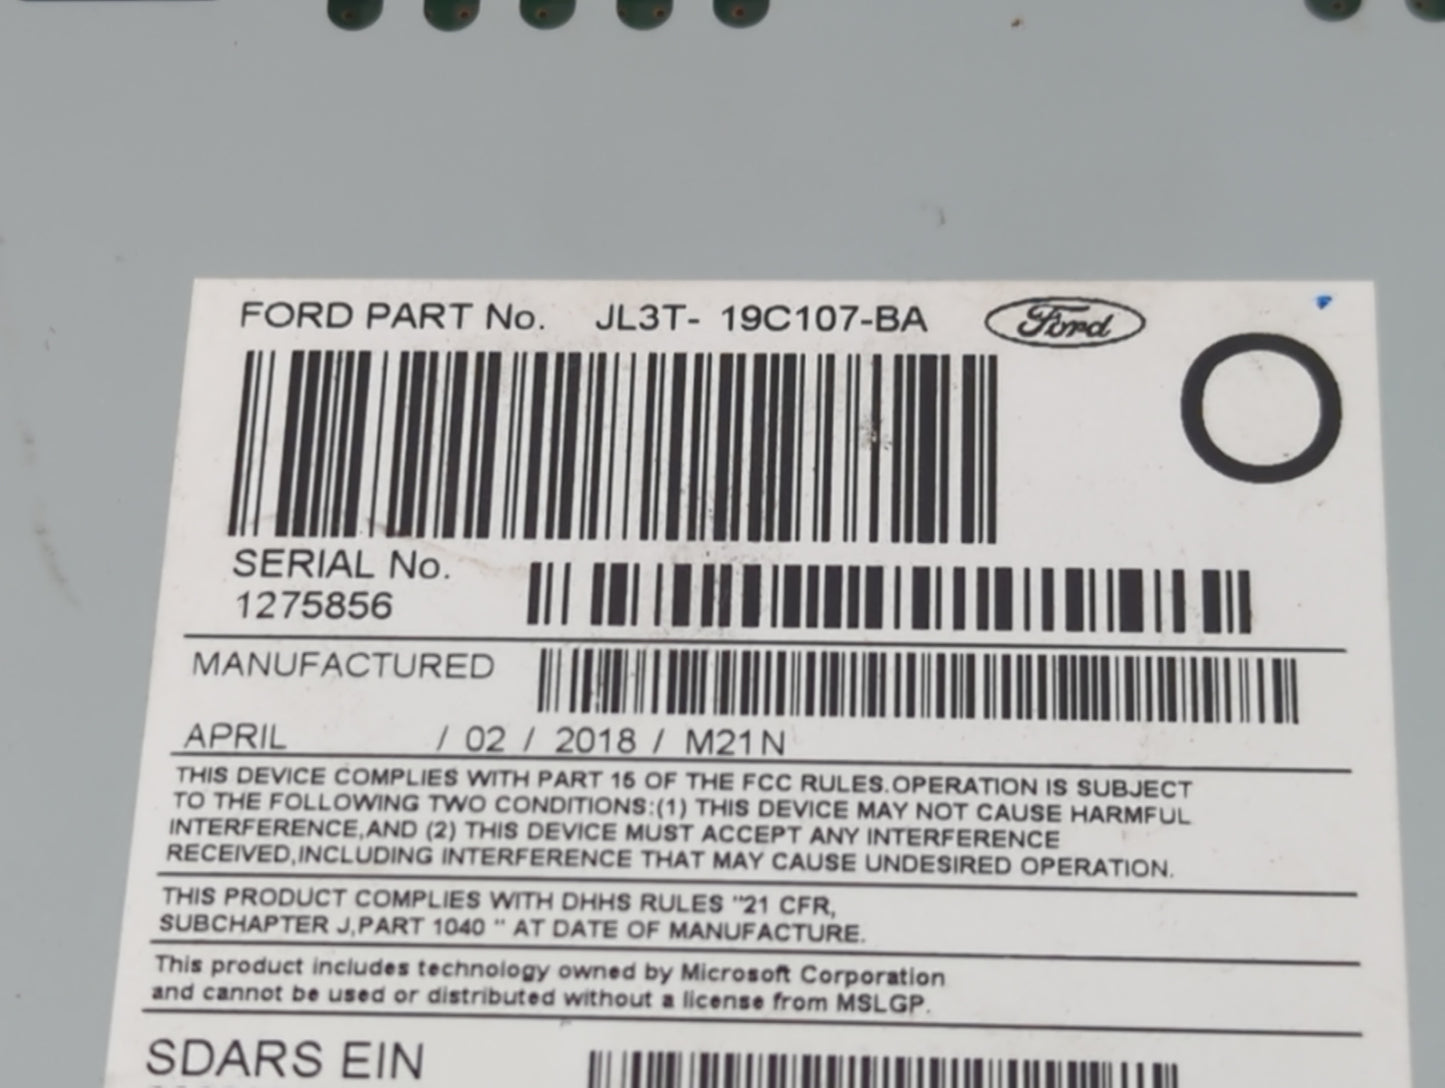 FORD PART No. JL3T- 19C107-BA Ford
SERIAL No.
1275856
MANUFACTURED
APRIL / 02 / 2018 / M21N
THIS DEVICE COMPLIES WITH PART 15 OF THE FCC RULES.OPERATION IS SUBJECT
TO THE FOLLOWING TWO CONDITIONS:(1) THIS DEVICE MAY NOT CAUSE HARMFUL
INTERFERENCE,AND (2) THIS DEVICE MUST ACCEPT ANY INTERFERENCE
RECEIVED,INCLUDING INTERFERENCE THAT MAY CAUSE UNDESIRED OPERATION.
THIS PRODUCT COMPLIES WITH DHHS RULES "21 CFR,
SUBCHAPTER J,PART 1040 " AT DATE OF MANUFACTURE.
This product includes technology owned by Microsoft Corporation
and cannot be used or distributed without a license from MSLGP.
SDARS EIN